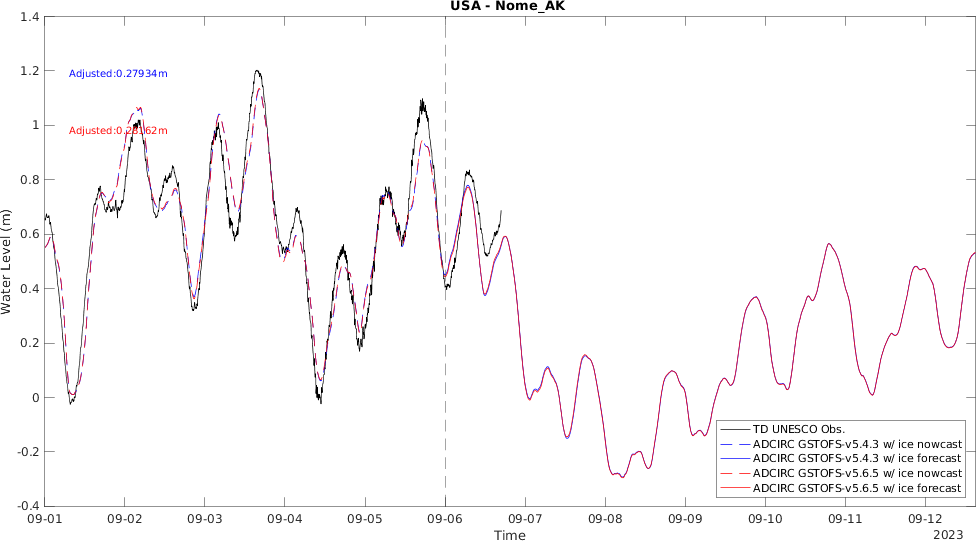 USA - Nome_AK
1.4
1.2
1
0.8
0.6
0.4
0.2
0
-0.2
-0.4
Water Level (m)
Adjusted:0.27934m
TD UNESCO Obs.
ADCIRC GSTOFS-v5.4.3 w/ ice nowcast
ADCIRC GSTOFS-v5.4.3 w/ ice forecast
ADCIRC GSTOFS-v5.6.5 w/ ice nowcast
ADCIRC GSTOFS-v5.6.5 w/ ice forecast
09-01 09-02 09-03 09-04 09-05 09-06 09-07 09-08 09-09 09-10 09-11 09-12
Time
2023